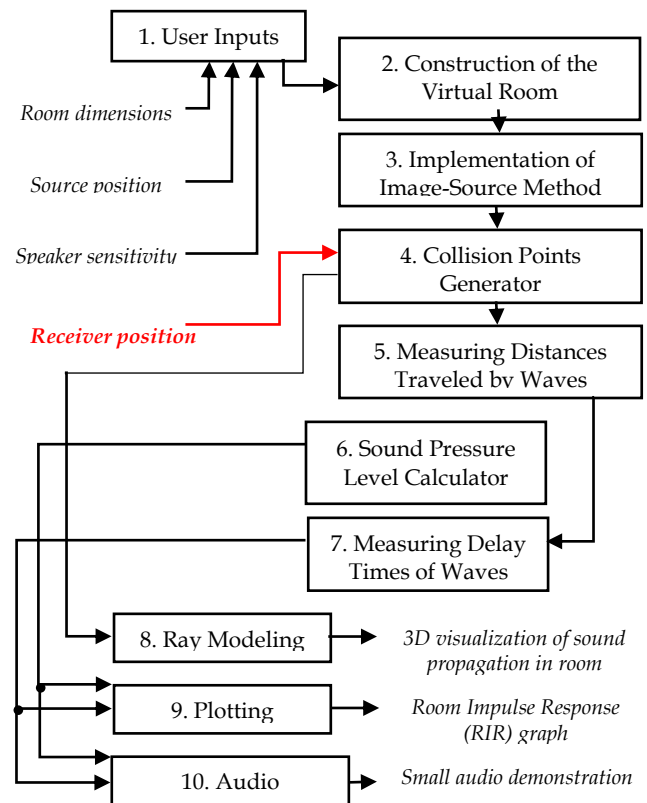 1. User Inputs
2. Construction of the
Virtual Room
Room dimensions
3. Implementation of
Image-Source Method
Source position
Speaker sensitivity
4. Collision Points
Generator
Receiver position
5. Measuring Distances
Traveled by Waves
6. Sound Pressure
Level Calculator
7. Measuring Delay
Times of Waves
8. Ray Modeling
3D visualization of sound
propagation in room
9. Plotting
Room Impulse Response
(RIR) graph
10. Audio
Small audio demonstration